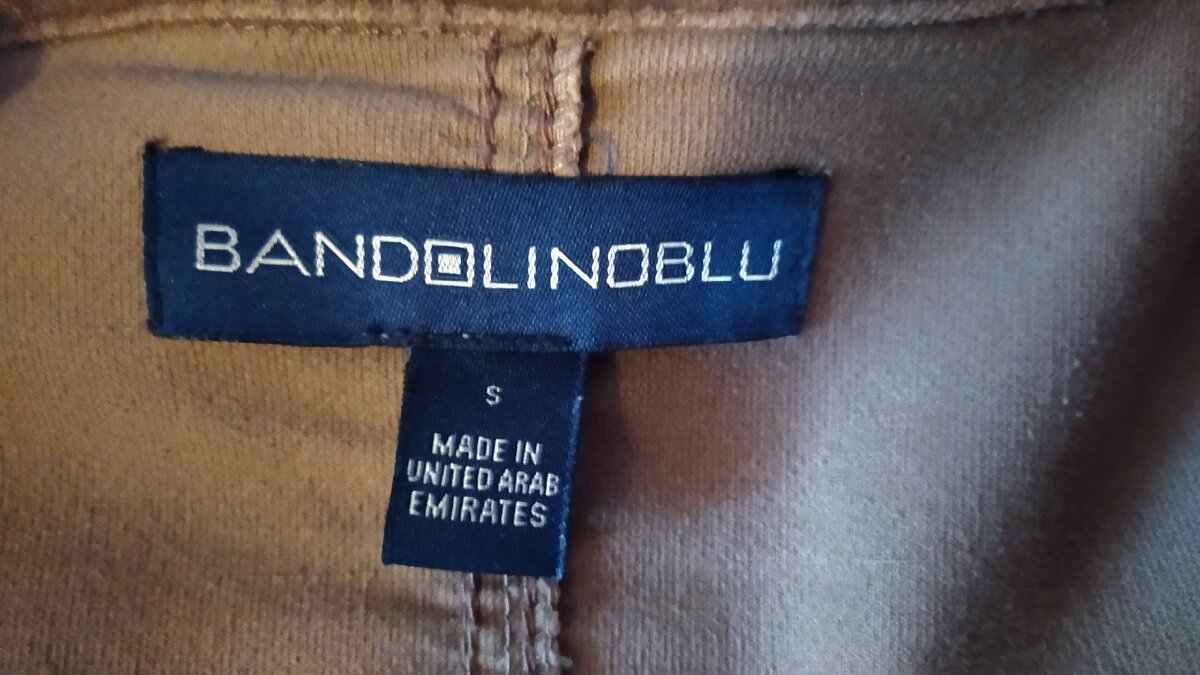 BANDOLINOBLU
S
MADE IN
UNITED ARAB
EMIRATES